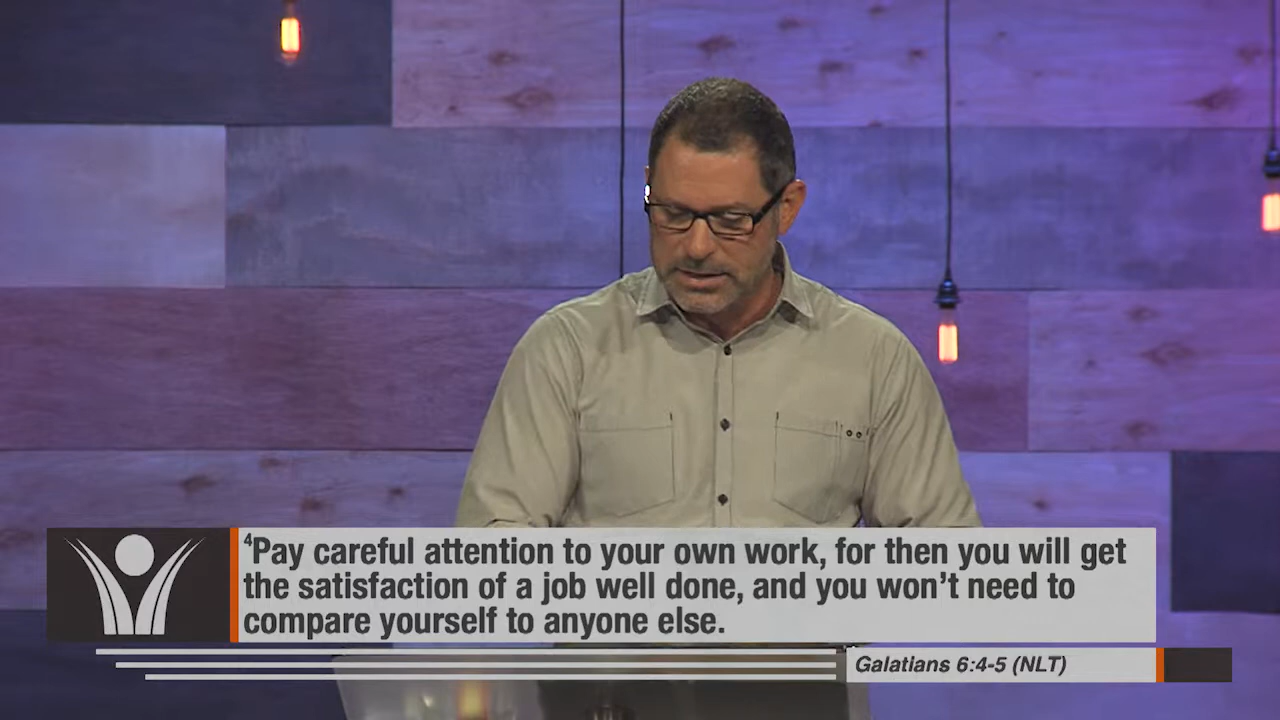 ⁴Pay careful attention to your own work, for then you will get
the satisfaction of a job well done, and you won’t need to
compare yourself to anyone else.
Galatians 6:4-5 (NLT)